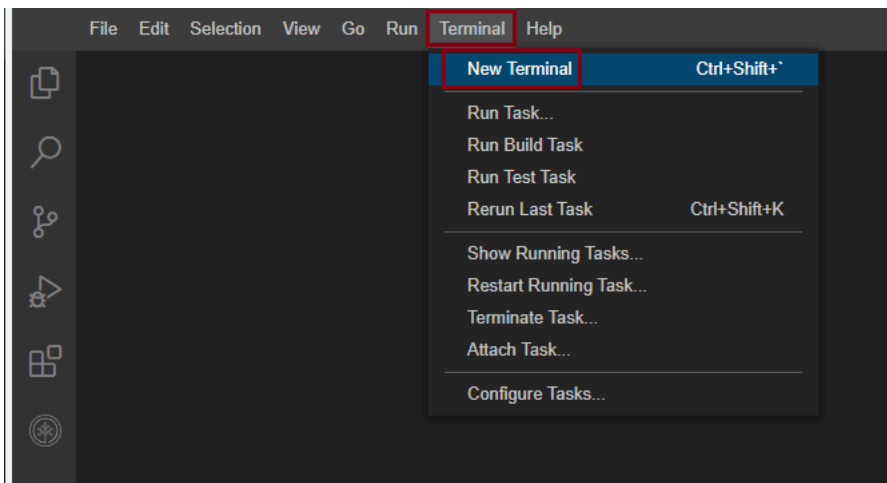 File Edit Selection View Go Run Terminal Help
New Terminal Ctrl+Shift+`
Run Task...
Run Build Task
Run Test Task
Rerun Last Task Ctrl+Shift+K
Show Running Tasks...
Restart Running Task...
Terminate Task...
Attach Task...
Configure Tasks...